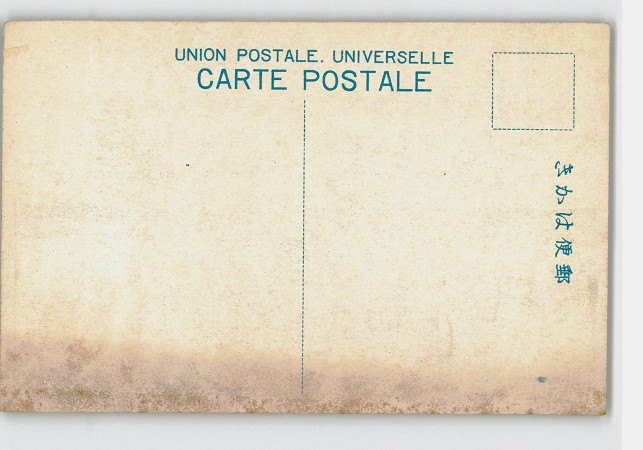 UNION POSTALE. UNIVERSELLE
CARTE POSTALE
郵便はかき